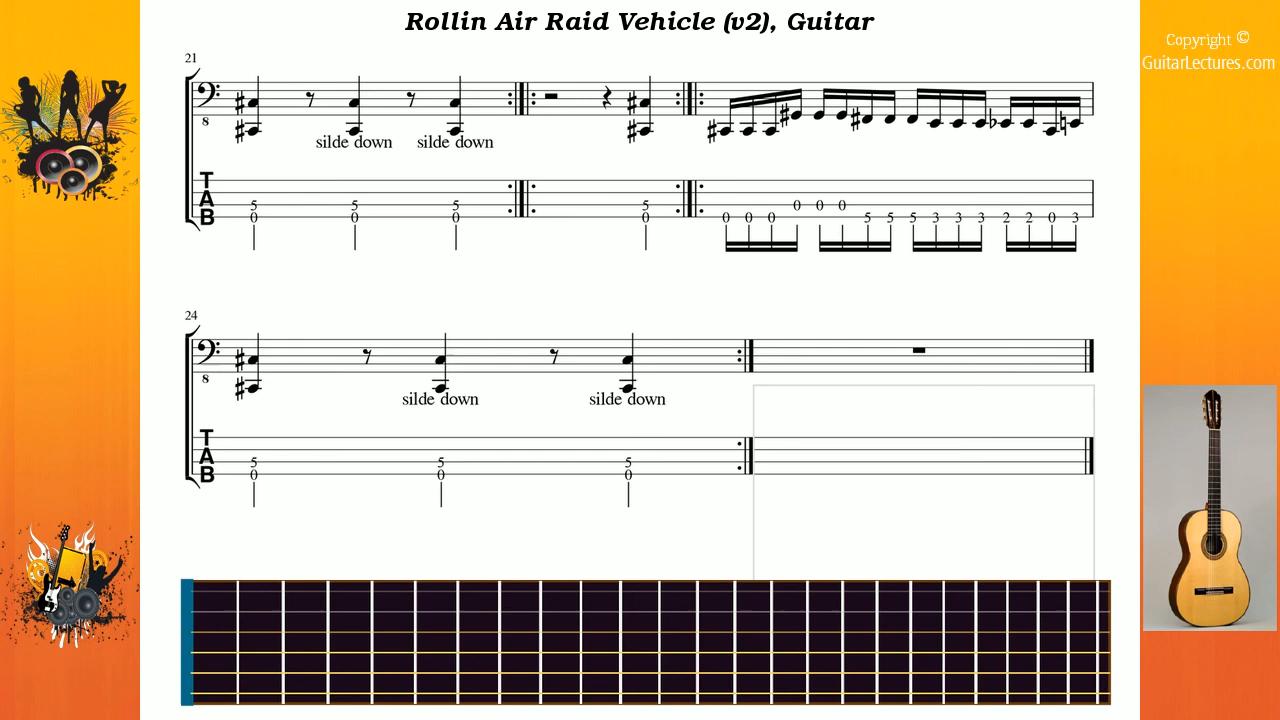 Rollin Air Raid Vehicle (v2), Guitar
Copyright ©
GuitarLectures.com
21
8
silde down silde down
T
A
B
5 5 5 5 0 0 0
0 0 0 0 0 0 0 5 5 5 3 3 3 2 2 0 3
24
8
silde down silde down
T
A
B
5 5 5
0 0 0